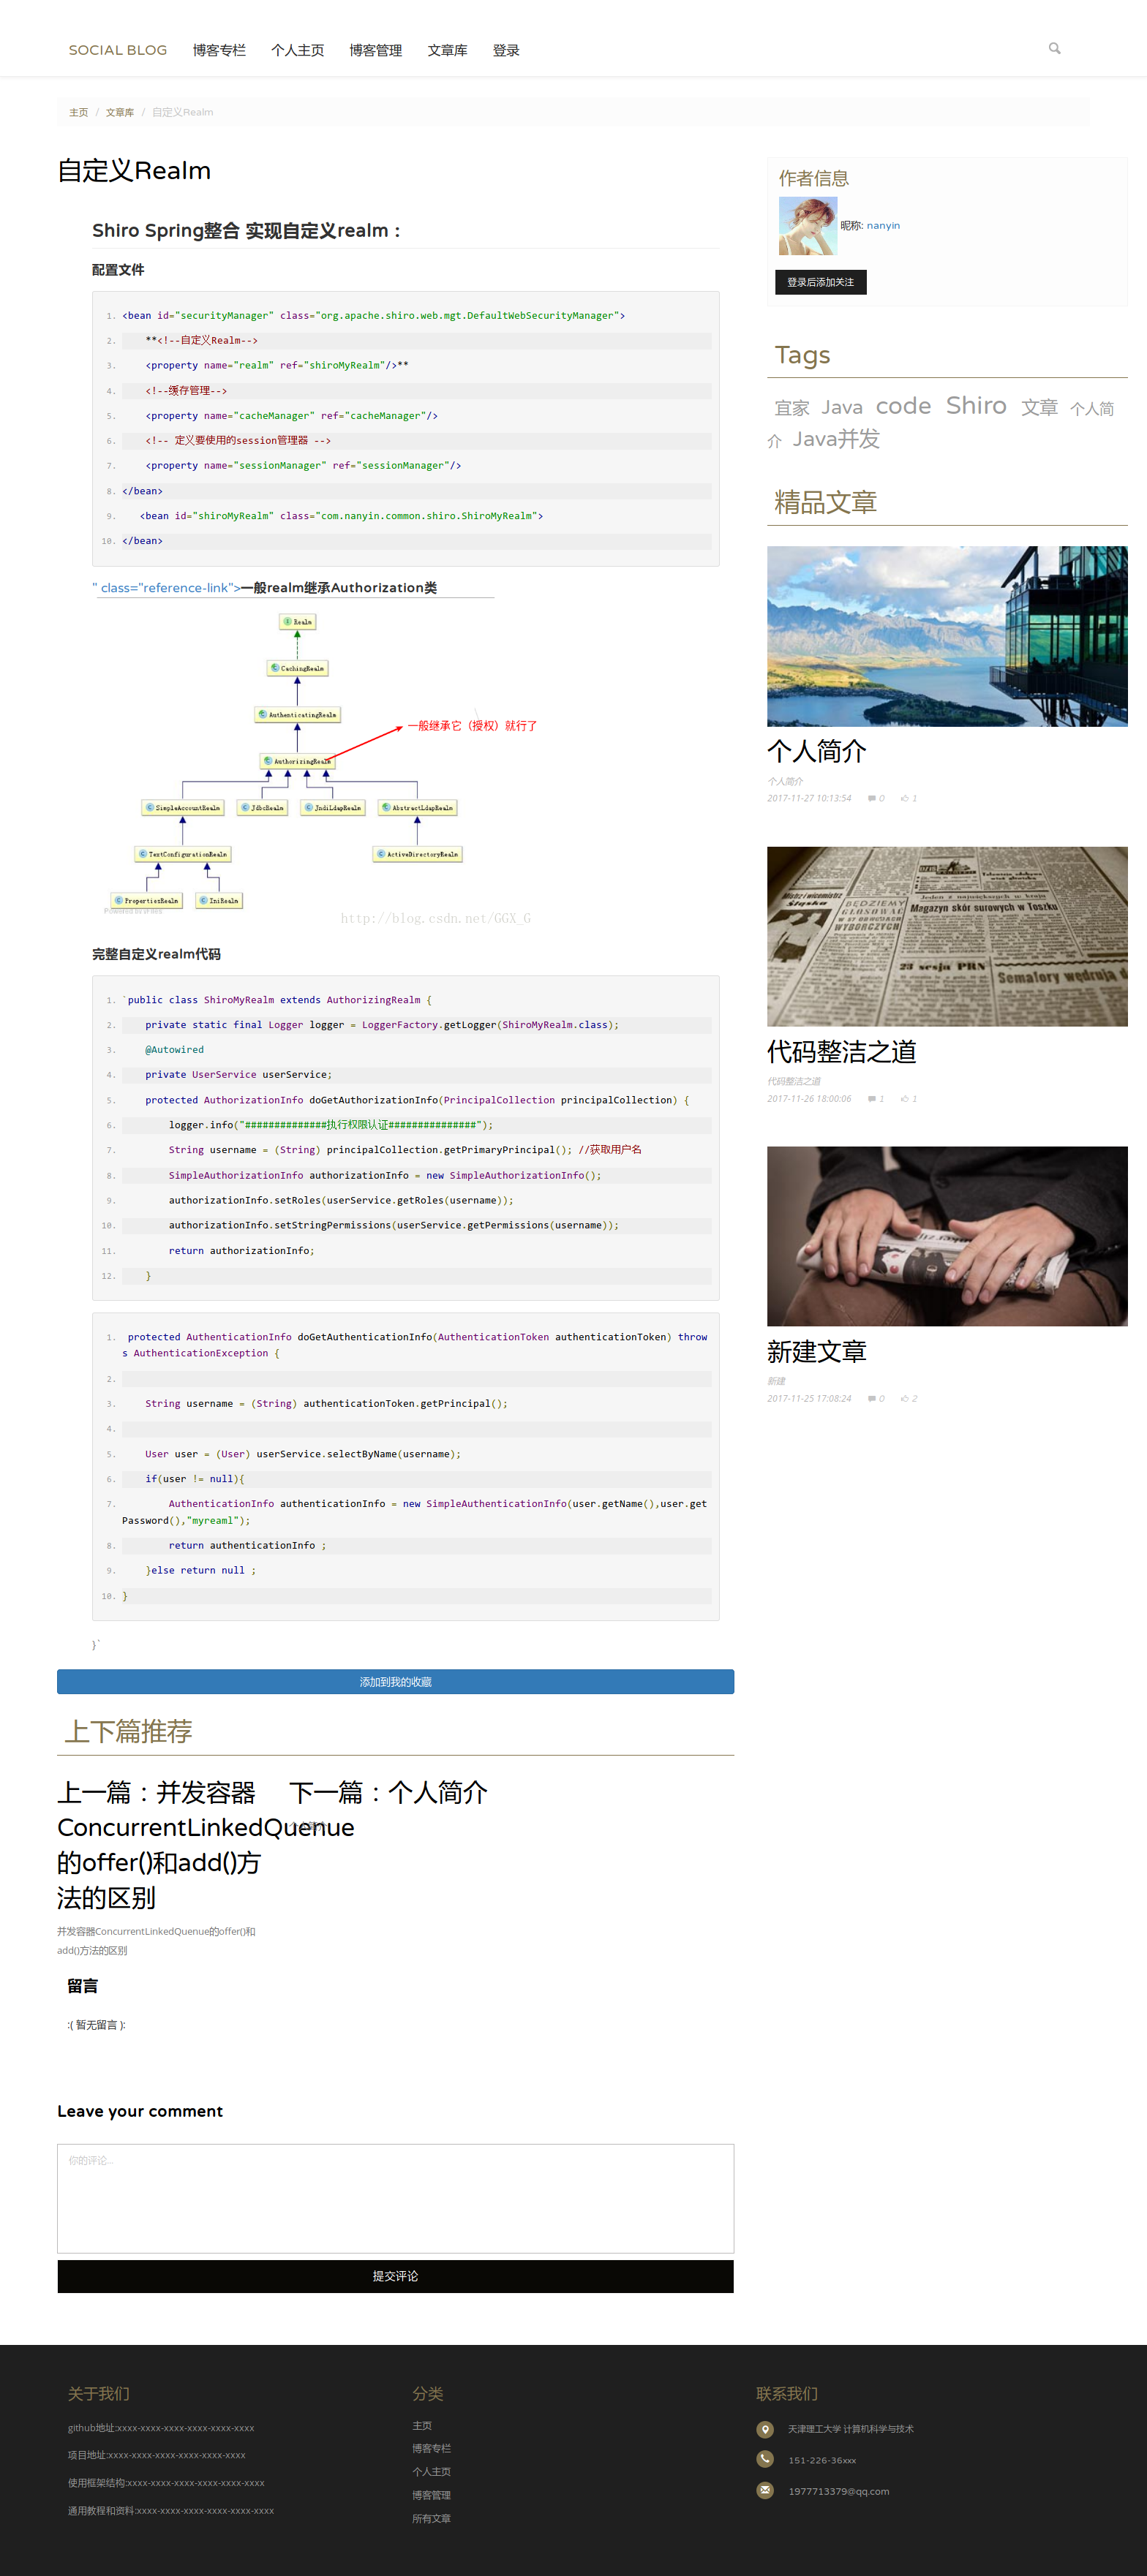 SOCIAL BLOG 博客专栏 个人主页 博客管理 文章库 登录
主页 / 文章库 / 自定义Realm
自定义Realm
Shiro Spring整合 实现自定义realm：
配置文件
1. <bean id="securityManager" class="org.apache.shiro.web.mgt.DefaultWebSecurityManager">
2. **<!--自定义Realm-->
3. <property name="realm" ref="shiroMyRealm"/>**
4. <!--缓存管理-->
5. <property name="cacheManager" ref="cacheManager"/>
6. <!-- 定义要使用的session管理器 -->
7. <property name="sessionManager" ref="sessionManager"/>
8. </bean>
9. <bean id="shiroMyRealm" class="com.nanyin.common.shiro.ShiroMyRealm">
10. </bean>
" class="reference-link">一般realm继承Authorization类
Realm
CachingRealm
AuthenticatingRealm
一般继承它（授权）就行了
AuthorizingRealm
SimpleAccountRealm JdbcRealm JndiLdapRealm AbstractLdapRealm
TextConfigurationRealm ActiveDirectoryRealm
PropertiesRealm IniRealm
Powered by yFiles
http://blog.csdn.net/GGX_G
完整自定义realm代码
1. `public class ShiroMyRealm extends AuthorizingRealm {
2. private static final Logger logger = LoggerFactory.getLogger(ShiroMyRealm.class);
3. @Autowired
4. private UserService userService;
5. protected AuthorizationInfo doGetAuthorizationInfo(PrincipalCollection principalCollection) {
6. logger.info("##############执行权限认证###############");
7. String username = (String) principalCollection.getPrimaryPrincipal(); //获取用户名
8. SimpleAuthorizationInfo authorizationInfo = new SimpleAuthorizationInfo();
9. authorizationInfo.setRoles(userService.getRoles(username));
10. authorizationInfo.setStringPermissions(userService.getPermissions(username));
11. return authorizationInfo;
12. }
1. protected AuthenticationInfo doGetAuthenticationInfo(AuthenticationToken authenticationToken) throw
s AuthenticationException {
2.
3. String username = (String) authenticationToken.getPrincipal();
4.
5. User user = (User) userService.selectByName(username);
6. if(user != null){
7. AuthenticationInfo authenticationInfo = new SimpleAuthenticationInfo(user.getName(),user.get
Password(),"myreaml");
8. return authenticationInfo ;
9. }else return null ;
10. }
}`
添加到我的收藏
上下篇推荐
上一篇：并发容器
ConcurrentLinkedQuenue
的offer()和add()方
法的区别
并发容器ConcurrentLinkedQuenue的offer()和
add()方法的区别
下一篇：个人简介
个人简介
留言
:( 暂无留言 ):
Leave your comment
你的评论...
提交评论
作者信息
昵称: nanyin
登录后添加关注
Tags
宜家 Java code Shiro 文章 个人简
介 Java并发
精品文章
个人简介
个人简介
2017-11-27 10:13:54 0 1
Magazyn skór surowych w Toszku
WYBORCZYCH
23 sesja PRN
Semafory wędrują d
代码整洁之道
代码整洁之道
2017-11-26 18:00:06 1 1
新建文章
新建
2017-11-25 17:08:24 0 2
关于我们
github地址:xxxx-xxxx-xxxx-xxxx-xxxx-xxxx
项目地址:xxxx-xxxx-xxxx-xxxx-xxxx-xxxx
使用框架结构:xxxx-xxxx-xxxx-xxxx-xxxx-xxxx
通用教程和资料:xxxx-xxxx-xxxx-xxxx-xxxx-xxxx
分类
主页
博客专栏
个人主页
博客管理
所有文章
联系我们
天津理工大学 计算机科学与技术
151-226-36xxx
1977713379@qq.com